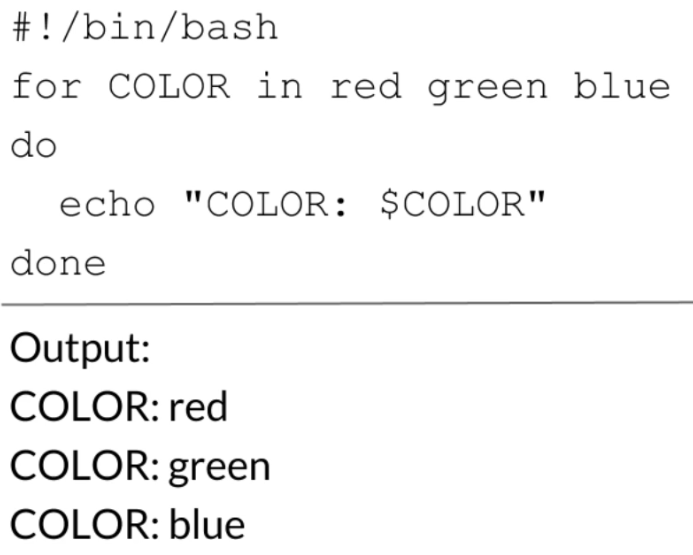 #!/bin/bash
for COLOR in red green blue
do
  echo "COLOR: $COLOR"
done
Output:
COLOR: red
COLOR: green
COLOR: blue